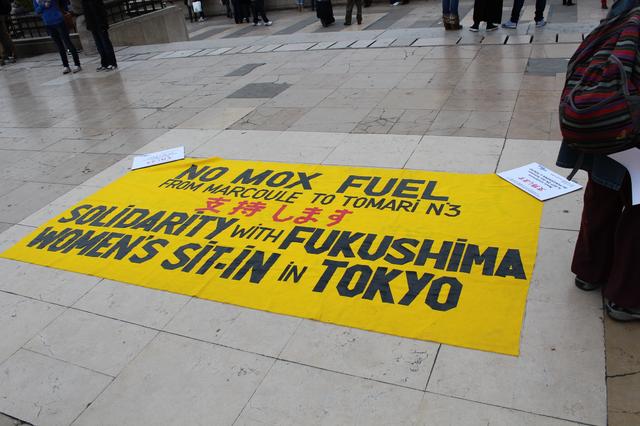 NO MOX FUEL
FROM MARCOULE TO TOMARI N3
支持します
SOLIDARITY WITH FUKUSHIMA
WOMEN'S SIT-IN IN TOKYO